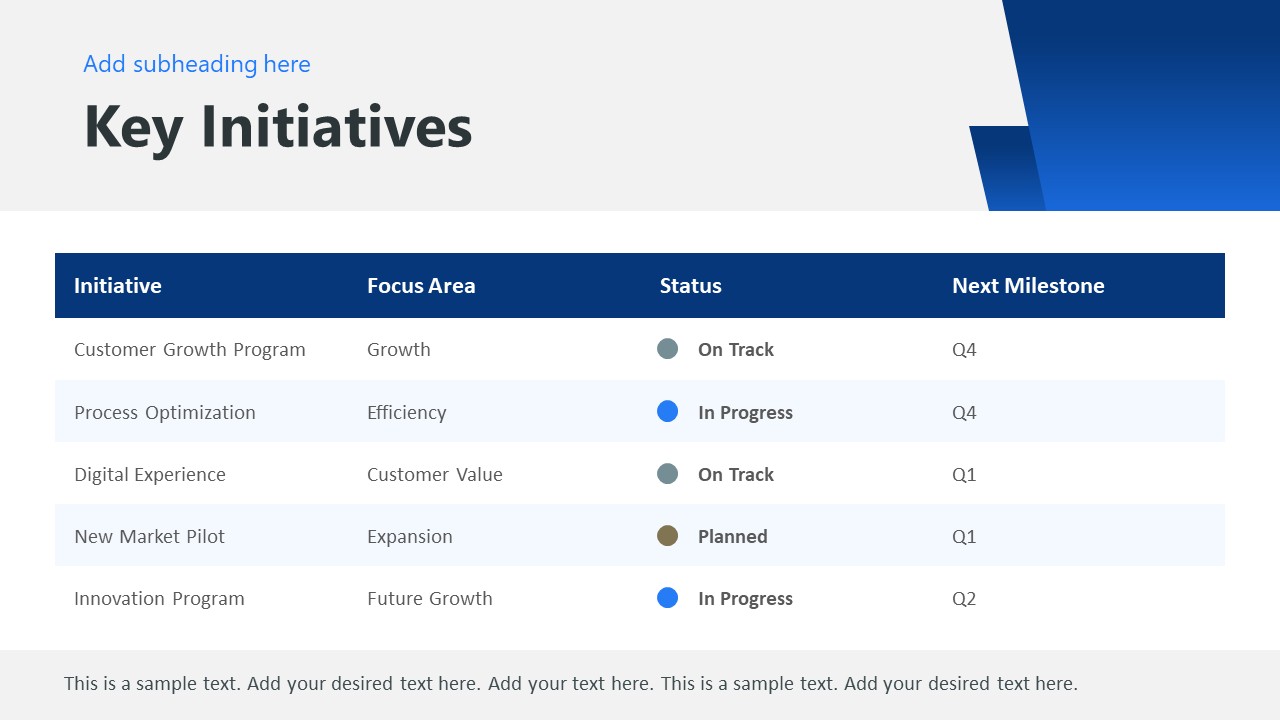 Add subheading here
Key Initiatives
Initiative Focus Area Status Next Milestone
Customer Growth Program Growth On Track Q4
Process Optimization Efficiency In Progress Q4
Digital Experience Customer Value On Track Q1
New Market Pilot Expansion Planned Q1
Innovation Program Future Growth In Progress Q2
This is a sample text. Add your desired text here. Add your text here. This is a sample text. Add your desired text here.